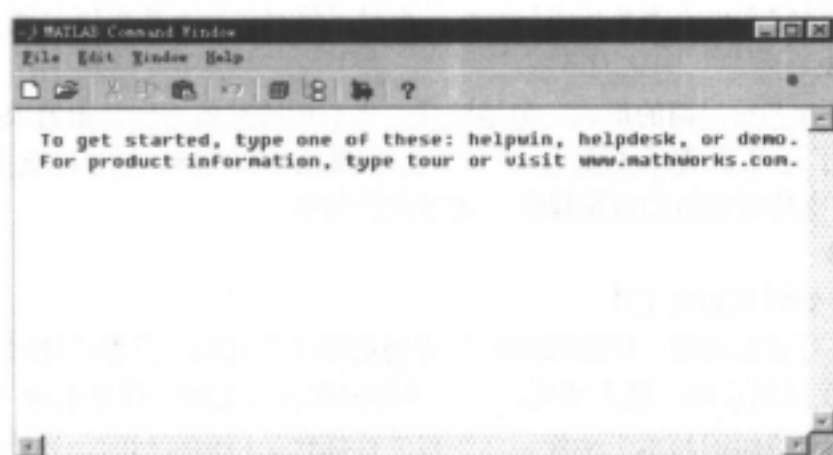 MATLAB Command Window
File Edit Window Help
To get started, type one of these: helpwin, helpdesk, or demo.
For product information, type tour or visit www.mathworks.com.